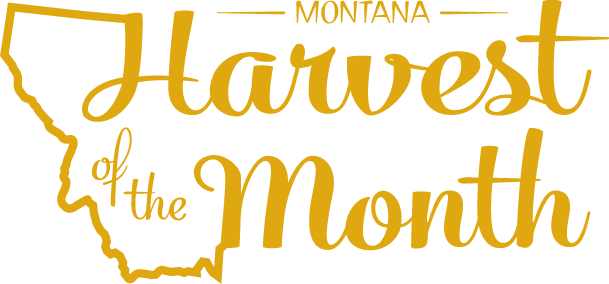 MONTANA
Harvest
of the
Month